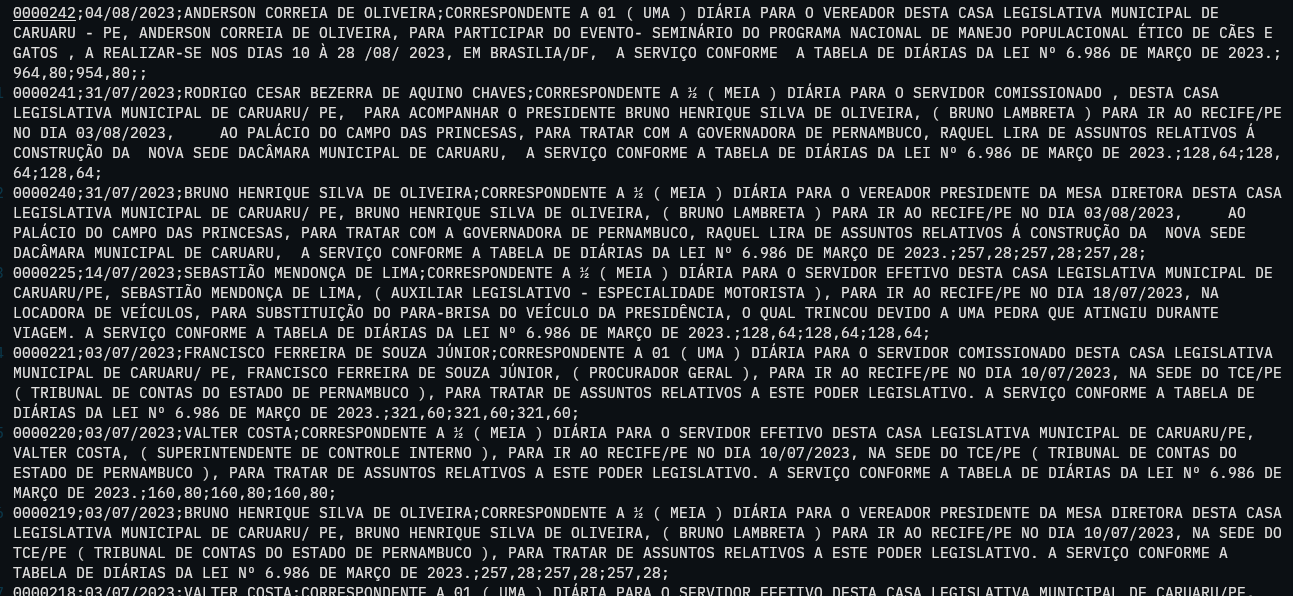 0000242;04/08/2023;ANDERSON CORREIA DE OLIVEIRA;CORRESPONDENTE A 01 ( UMA ) DIÁRIA PARA O VEREADOR DESTA CASA LEGISLATIVA MUNICIPAL DE
CARUARU - PE, ANDERSON CORREIA DE OLIVEIRA, PARA PARTICIPAR DO EVENTO- SEMINÁRIO DO PROGRAMA NACIONAL DE MANEJO POPULACIONAL ÉTICO DE CÃES E
GATOS , A REALIZAR-SE NOS DIAS 10 À 28 /08/ 2023, EM BRASILIA/DF,  A SERVIÇO CONFORME  A TABELA DE DIÁRIAS DA LEI Nº 6.986 DE MARÇO DE 2023.;
964,80;954,80;;
0000241;31/07/2023;RODRIGO CESAR BEZERRA DE AQUINO CHAVES;CORRESPONDENTE A ½ ( MEIA ) DIÁRIA PARA O SERVIDOR COMISSIONADO , DESTA CASA
LEGISLATIVA MUNICIPAL DE CARUARU/ PE,  PARA ACOMPANHAR O PRESIDENTE BRUNO HENRIQUE SILVA DE OLIVEIRA, ( BRUNO LAMBRETA ) PARA IR AO RECIFE/PE
NO DIA 03/08/2023,     AO PALÁCIO DO CAMPO DAS PRINCESAS, PARA TRATAR COM A GOVERNADORA DE PERNAMBUCO, RAQUEL LIRA DE ASSUNTOS RELATIVOS Á
CONSTRUÇÃO DA  NOVA SEDE DACÂMARA MUNICIPAL DE CARUARU,  A SERVIÇO CONFORME A TABELA DE DIÁRIAS DA LEI Nº 6.986 DE MARÇO DE 2023.;128,64;128,
64;128,64;
0000240;31/07/2023;BRUNO HENRIQUE SILVA DE OLIVEIRA;CORRESPONDENTE A ½ ( MEIA ) DIÁRIA PARA O VEREADOR PRESIDENTE DA MESA DIRETORA DESTA CASA
LEGISLATIVA MUNICIPAL DE CARUARU/ PE, BRUNO HENRIQUE SILVA DE OLIVEIRA, ( BRUNO LAMBRETA ) PARA IR AO RECIFE/PE NO DIA 03/08/2023,     AO
PALÁCIO DO CAMPO DAS PRINCESAS, PARA TRATAR COM A GOVERNADORA DE PERNAMBUCO, RAQUEL LIRA DE ASSUNTOS RELATIVOS Á CONSTRUÇÃO DA  NOVA SEDE
DACÂMARA MUNICIPAL DE CARUARU,  A SERVIÇO CONFORME A TABELA DE DIÁRIAS DA LEI Nº 6.986 DE MARÇO DE 2023.;257,28;257,28;257,28;
0000225;14/07/2023;SEBASTIÃO MENDONÇA DE LIMA;CORRESPONDENTE A ½ ( MEIA ) DIÁRIA PARA O SERVIDOR EFETIVO DESTA CASA LEGISLATIVA MUNICIPAL DE
CARUARU/PE, SEBASTIÃO MENDONÇA DE LIMA, ( AUXILIAR LEGISLATIVO - ESPECIALIDADE MOTORISTA ), PARA IR AO RECIFE/PE NO DIA 18/07/2023, NA
LOCADORA DE VEÍCULOS, PARA SUBSTITUIÇÃO DO PARA-BRISA DO VEÍCULO DA PRESIDÊNCIA, O QUAL TRINCOU DEVIDO A UMA PEDRA QUE ATINGIU DURANTE
VIAGEM. A SERVIÇO CONFORME A TABELA DE DIÁRIAS DA LEI Nº 6.986 DE MARÇO DE 2023.;128,64;128,64;128,64;
0000221;03/07/2023;FRANCISCO FERREIRA DE SOUZA JÚNIOR;CORRESPONDENTE A 01 ( UMA ) DIÁRIA PARA O SERVIDOR COMISSIONADO DESTA CASA LEGISLATIVA
MUNICIPAL DE CARUARU/ PE, FRANCISCO FERREIRA DE SOUZA JÚNIOR, ( PROCURADOR GERAL ), PARA IR AO RECIFE/PE NO DIA 10/07/2023, NA SEDE DO TCE/PE
( TRIBUNAL DE CONTAS DO ESTADO DE PERNAMBUCO ), PARA TRATAR DE ASSUNTOS RELATIVOS A ESTE PODER LEGISLATIVO. A SERVIÇO CONFORME A TABELA DE
DIÁRIAS DA LEI Nº 6.986 DE MARÇO DE 2023.;321,60;321,60;321,60;
0000220;03/07/2023;VALTER COSTA;CORRESPONDENTE A ½ ( MEIA ) DIÁRIA PARA O SERVIDOR EFETIVO DESTA CASA LEGISLATIVA MUNICIPAL DE CARUARU/PE,
VALTER COSTA, ( SUPERINTENDENTE DE CONTROLE INTERNO ), PARA IR AO RECIFE/PE NO DIA 10/07/2023, NA SEDE DO TCE/PE ( TRIBUNAL DE CONTAS DO
ESTADO DE PERNAMBUCO ), PARA TRATAR DE ASSUNTOS RELATIVOS A ESTE PODER LEGISLATIVO. A SERVIÇO CONFORME A TABELA DE DIÁRIAS DA LEI Nº 6.986 DE
MARÇO DE 2023.;160,80;160,80;160,80;
0000219;03/07/2023;BRUNO HENRIQUE SILVA DE OLIVEIRA;CORRESPONDENTE A ½ ( MEIA ) DIÁRIA PARA O VEREADOR PRESIDENTE DA MESA DIRETORA DESTA CASA
LEGISLATIVA MUNICIPAL DE CARUARU/ PE, BRUNO HENRIQUE SILVA DE OLIVEIRA, ( BRUNO LAMBRETA ) PARA IR AO RECIFE/PE NO DIA 10/07/2023, NA SEDE DO
TCE/PE ( TRIBUNAL DE CONTAS DO ESTADO DE PERNAMBUCO ), PARA TRATAR DE ASSUNTOS RELATIVOS A ESTE PODER LEGISLATIVO. A SERVIÇO CONFORME A
TABELA DE DIÁRIAS DA LEI Nº 6.986 DE MARÇO DE 2023.;257,28;257,28;257,28;
0000218;03/07/2023;VALTER COSTA;CORRESPONDENTE A 01 ( UMA ) DIÁRIA PARA O SERVIDOR EFETIVO DESTA CASA LEGISLATIVA MUNICIPAL DE CARUARU/PE,